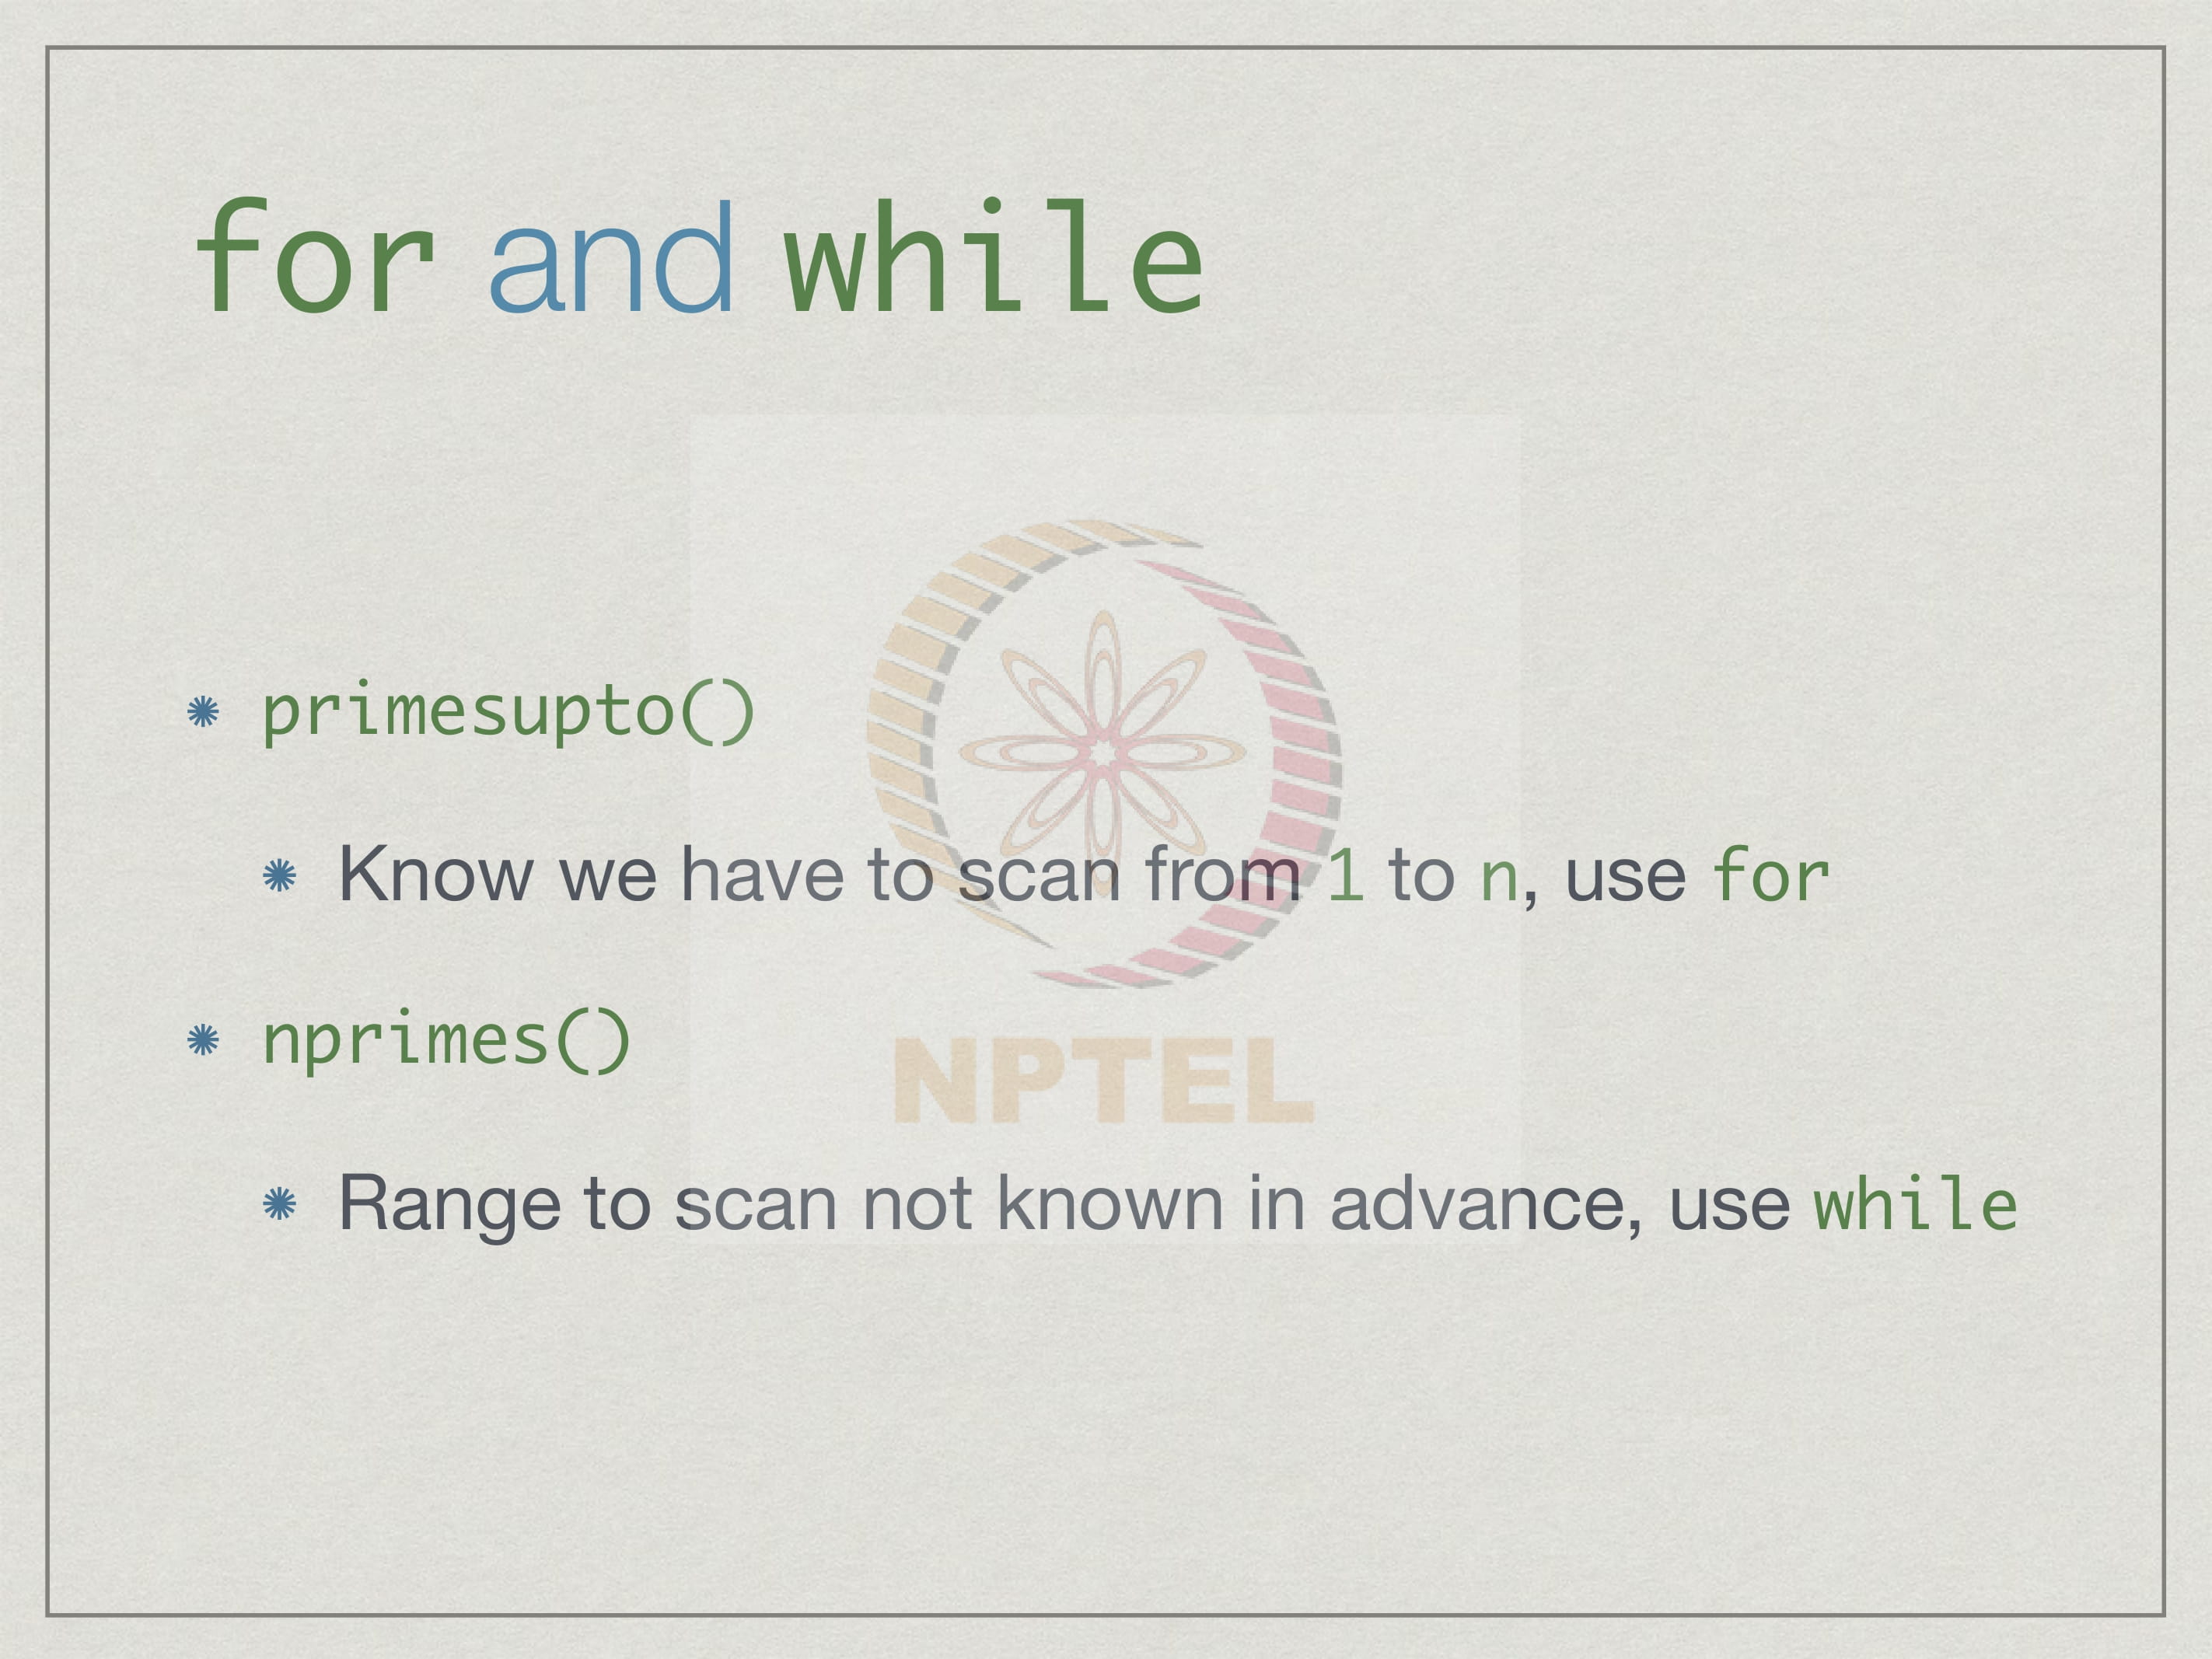 for and while
primesupto()
Know we have to scan from 1 to n, use for
nprimes()
NPTEL
Range to scan not known in advance, use while